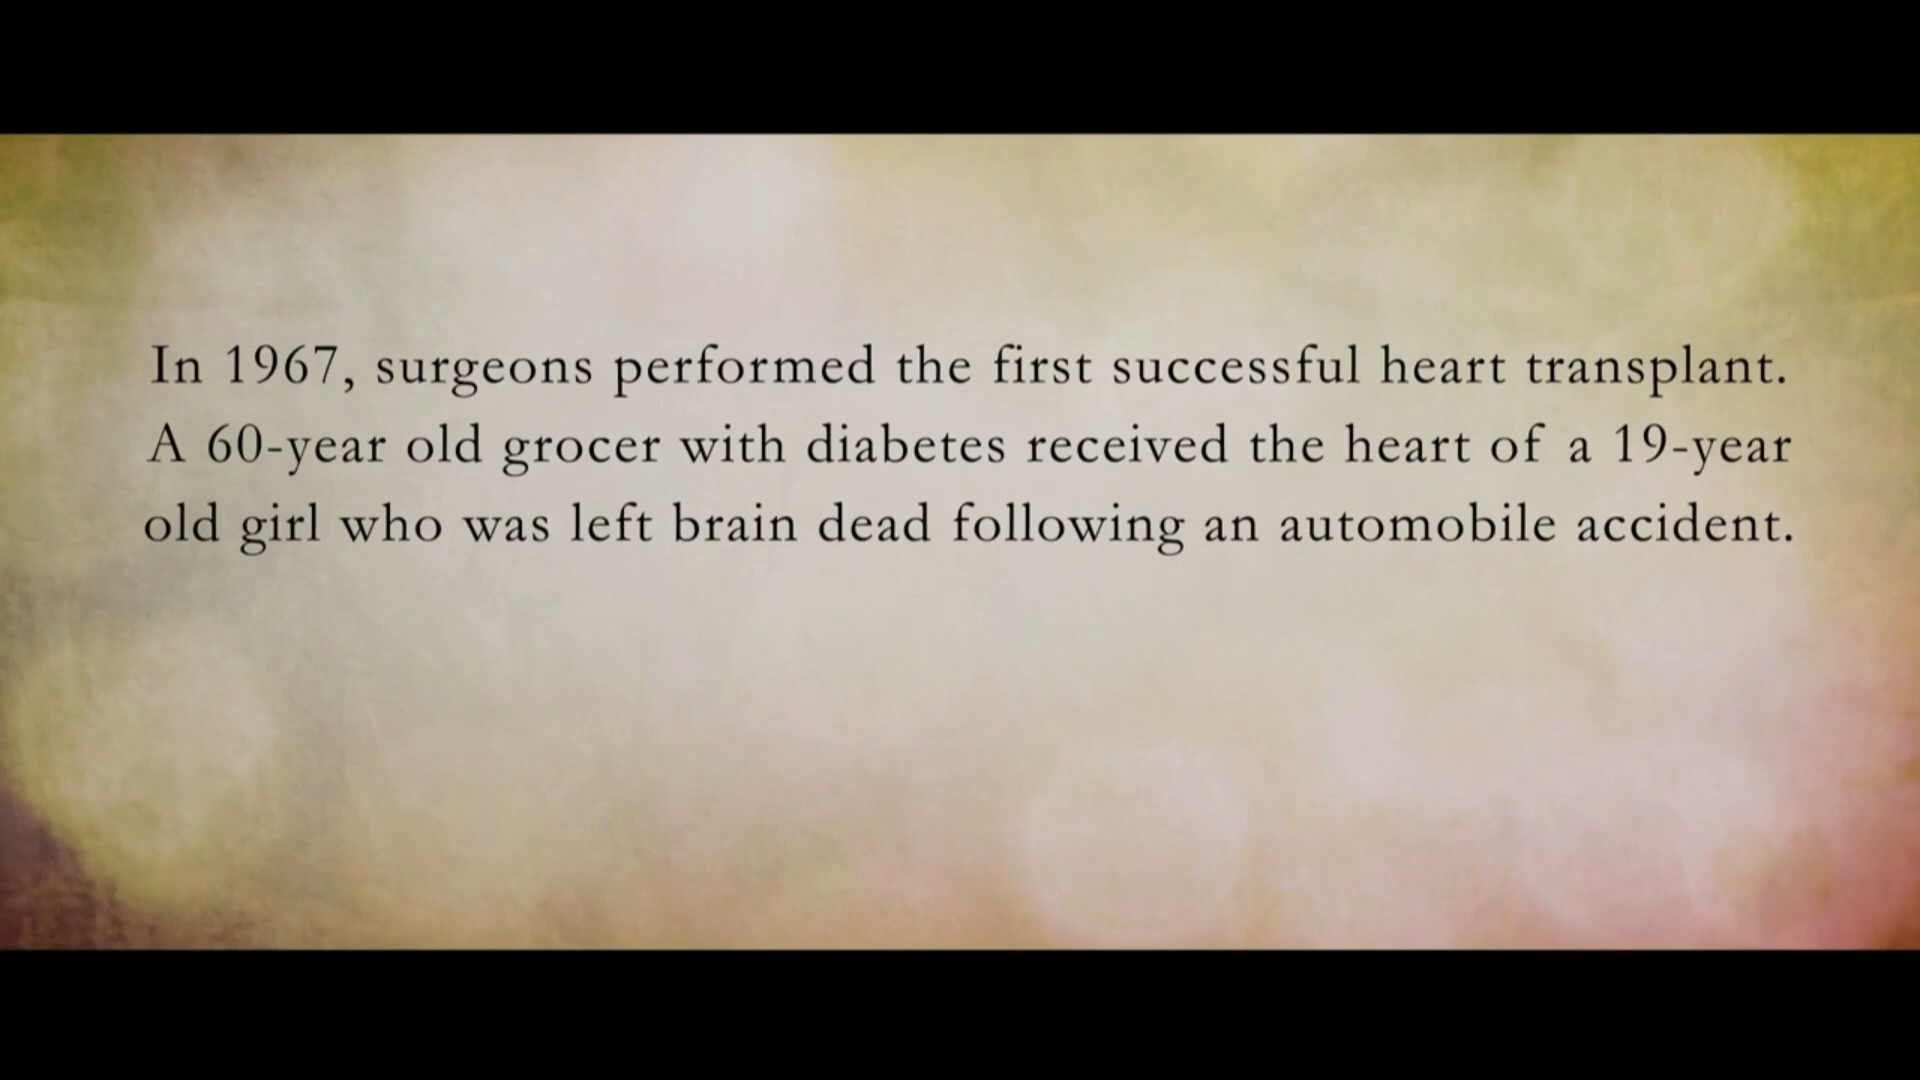 In 1967, surgeons performed the first successful heart transplant.
A 60-year old grocer with diabetes received the heart of a 19-year
old girl who was left brain dead following an automobile accident.